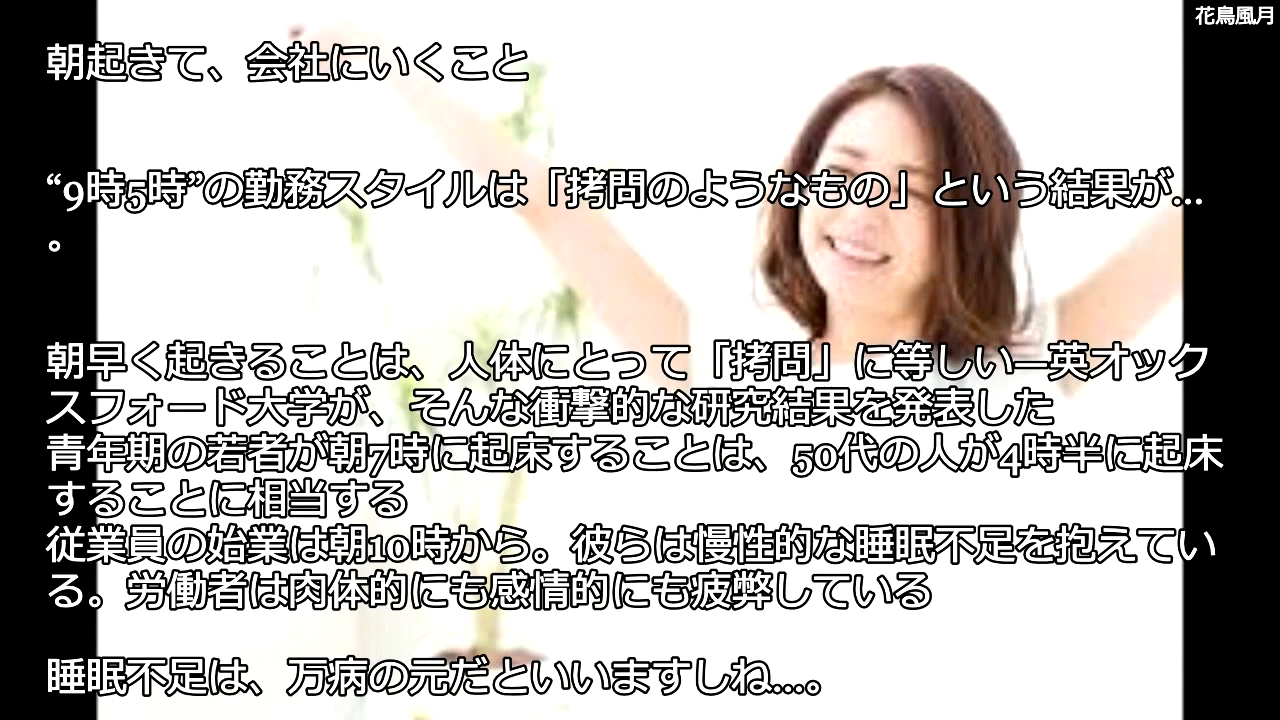 花鳥風月
朝起きて、会社にいくこと
“9時5時”の勤務スタイルは「拷問のようなもの」という結果が...
。
朝早く起きることは、人体にとって「拷問」に等しい―英オック
スフォード大学が、そんな衝撃的な研究結果を発表した
青年期の若者が朝7時に起床することは、50代の人が4時半に起床
することに相当する
従業員の始業は朝10時から。彼らは慢性的な睡眠不足を抱えてい
る。労働者は肉体的にも感情的にも疲弊している
睡眠不足は、万病の元だといいますしね...。